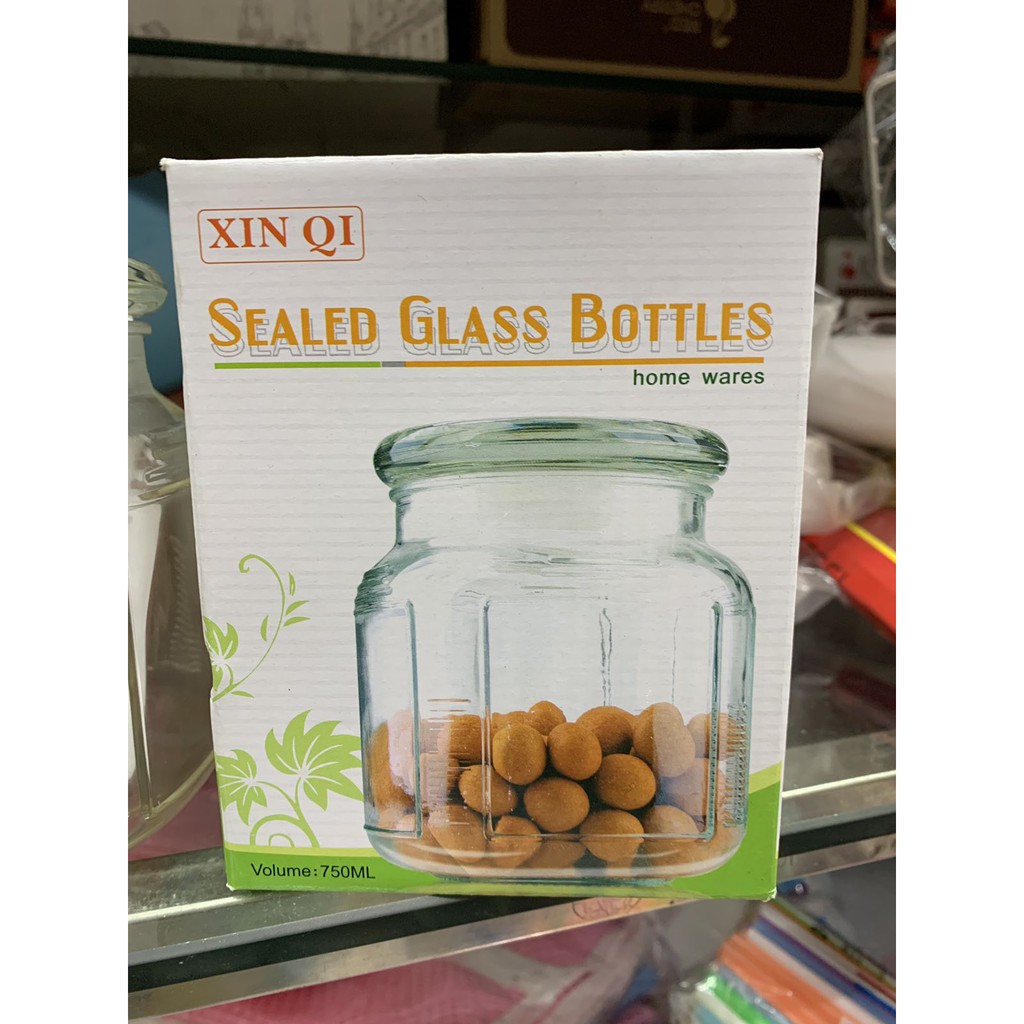 XIN QI
SEALED GLASS BOTTLES
home wares
Volume:750ML